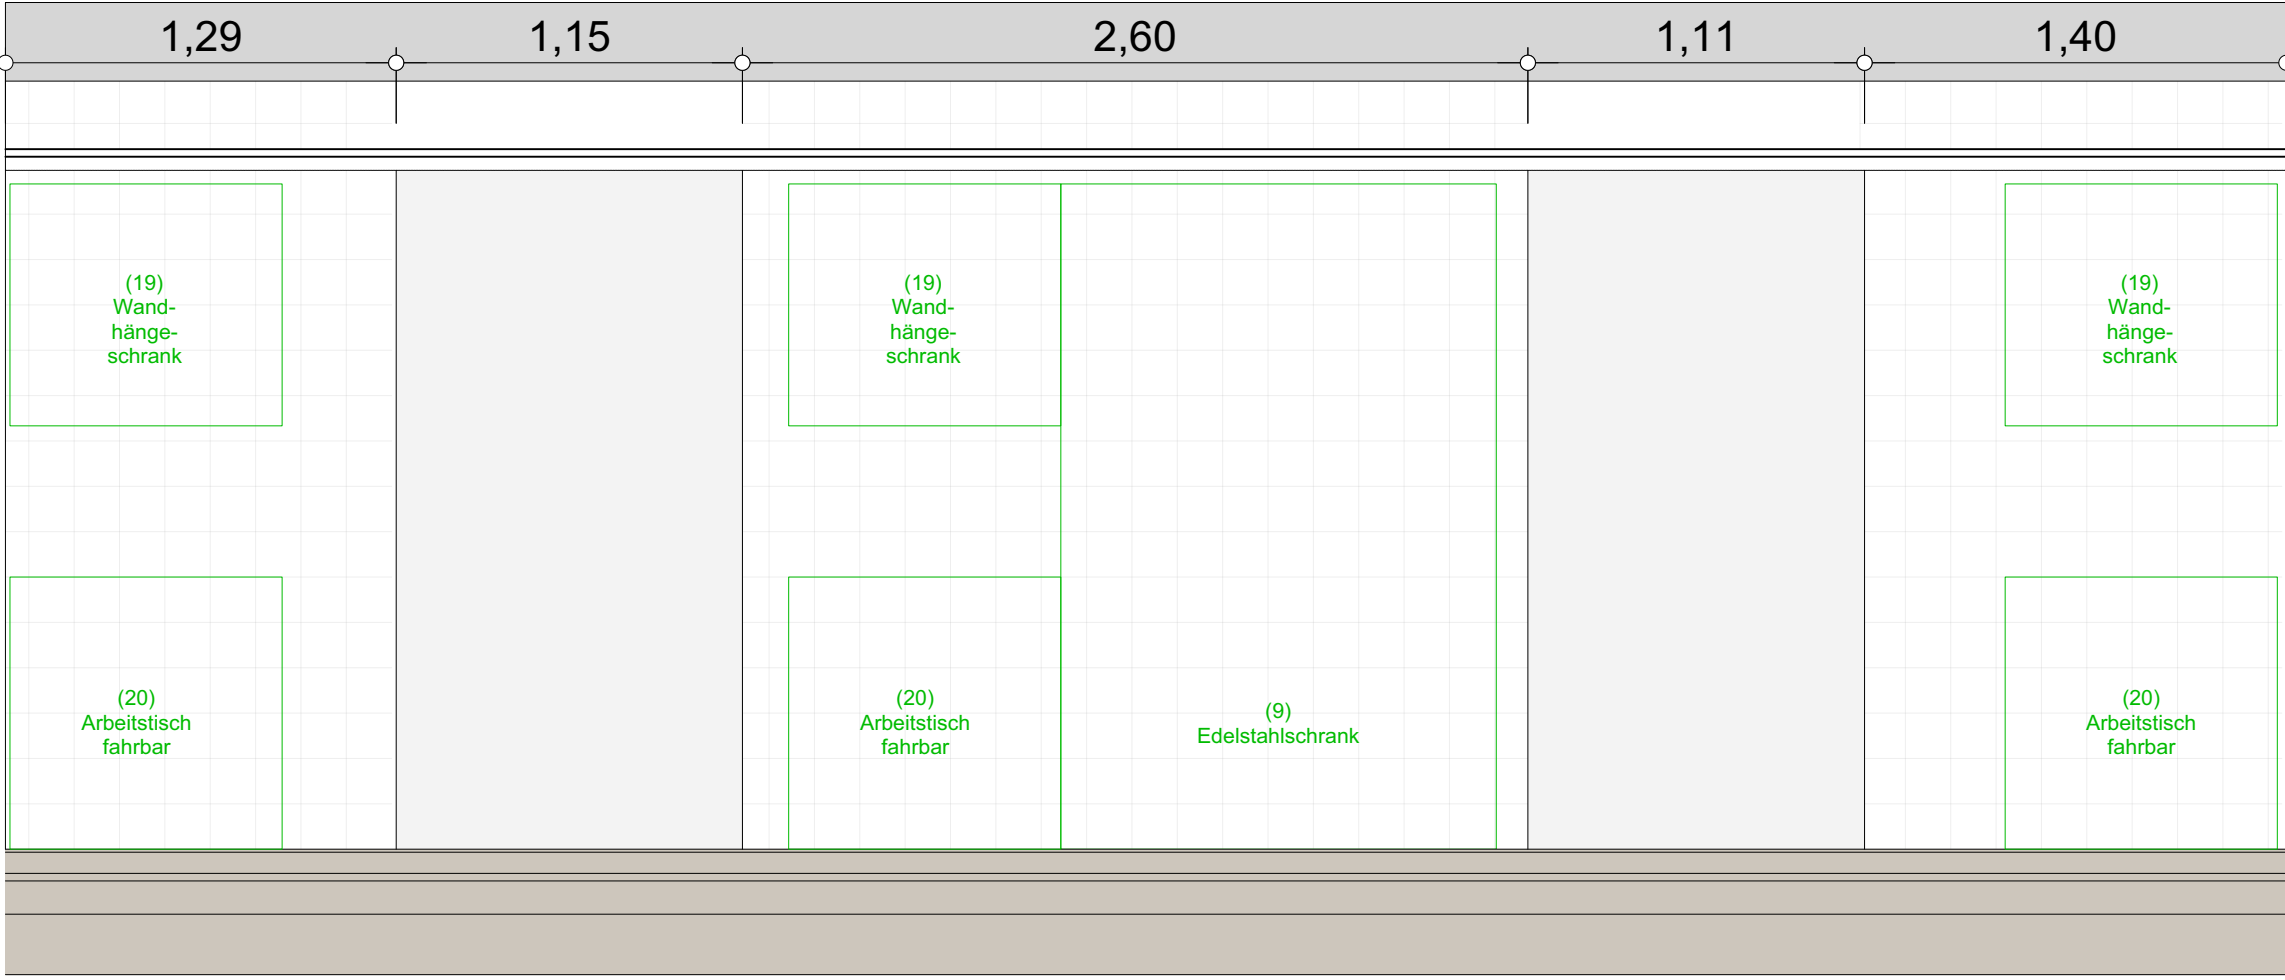 1,29
1,15
2,60
1,11
1,40
(19)
Wand-
hänge-
schrank
(19)
Wand-
hänge-
schrank
(19)
Wand-
hänge-
schrank
(20)
Arbeitstisch
fahrbar
(20)
Arbeitstisch
fahrbar
(9)
Edelstahlschrank
(20)
Arbeitstisch
fahrbar